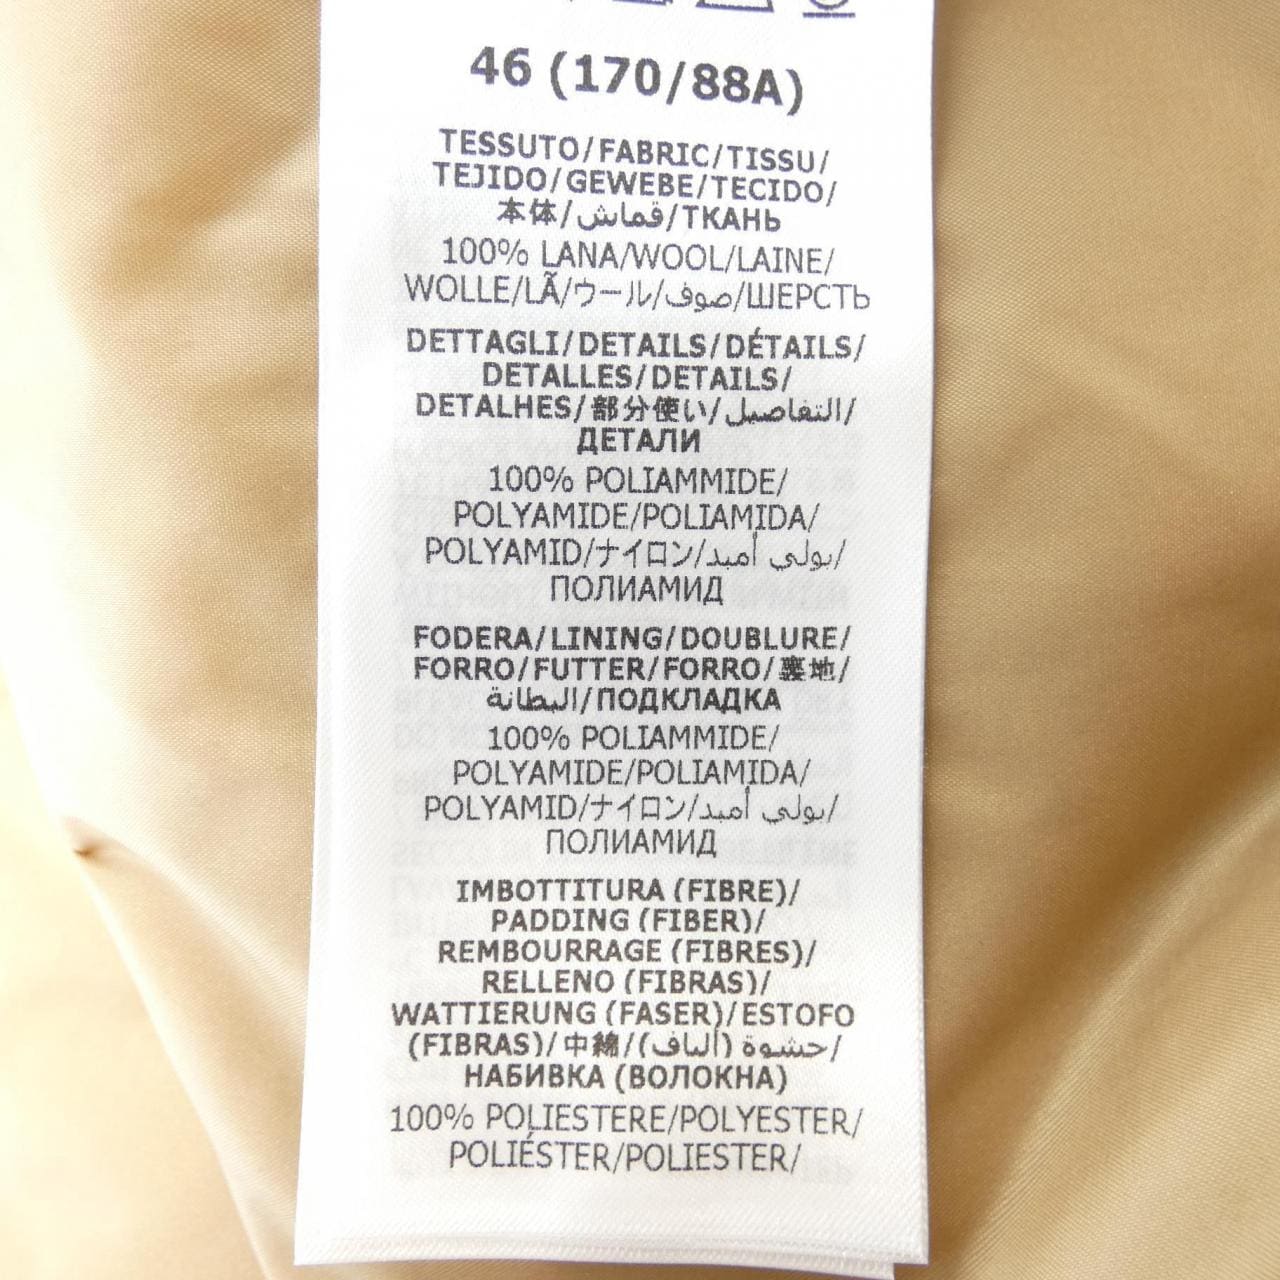 46 (170/88A)
TESSUTO/FABRIC/TISSU/
TEJIDO/GEWEBE/TECIDO/
本体/قماش/ТКАНЬ
100% LANA/WOOL/LAINE/
WOLLE/LÃ/ウール/صوف/ШЕРСТЬ
DETTAGLI/DETAILS/DÉTAILS/
DETALLES/DETAILS/
DETALHES/部分使い/التفاصيل/
ДЕТАЛИ
100% POLIAMMIDE/
POLYAMIDE/POLIAMIDA/
POLYAMID/ナイロン/بولي أميد/
ПОЛИАМИД
FODERA/LINING/DOUBLURE/
FORRO/FUTTER/FORRO/裏地/
البطانة/ПОДКЛАДКА
100% POLIAMMIDE/
POLYAMIDE/POLIAMIDA/
POLYAMID/ナイロン/بولي أميد/
ПОЛИАМИД
IMBOTTITURA (FIBRE)/
PADDING (FIBER)/
REMBOURRAGE (FIBRES)/
RELLENO (FIBRAS)/
WATTIERUNG (FASER)/ESTOFO
(FIBRAS)/中綿/حشوة (ألياف)/
НАБИВКА (ВОЛОКНА)
100% POLIESTERE/POLYESTER/
POLIÉSTER/POLIESTER/